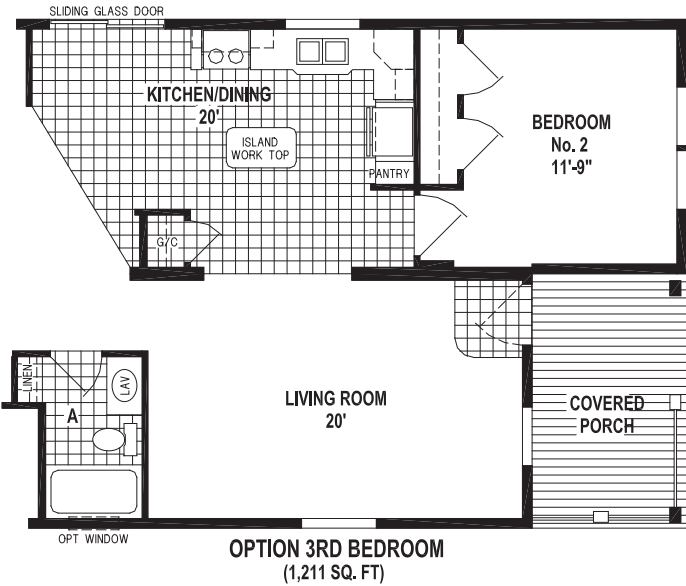 SLIDING GLASS DOOR
KITCHEN/DINING
20'
ISLAND
WORK TOP
PANTRY
G/C
BEDROOM
No. 2
11'-9"
LINEN
LAV
A
LIVING ROOM
20'
COVERED
PORCH
OPT WINDOW
OPTION 3RD BEDROOM
(1,211 SQ. FT)